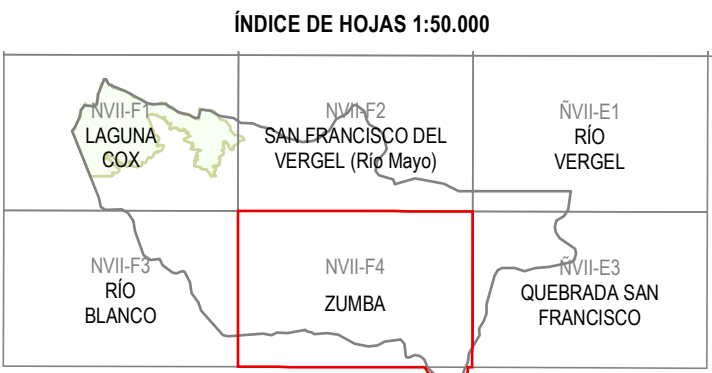 ÍNDICE DE HOJAS 1:50.000
NVII-F1
LAGUNA
COX
NVII-F2
SAN FRANCISCO DEL
VERGEL (Río Mayo)
ÑVII-E1
RÍO
VERGEL
NVII-F3
RÍO
BLANCO
NVII-F4
ZUMBA
ÑVII-E3
QUEBRADA SAN
FRANCISCO